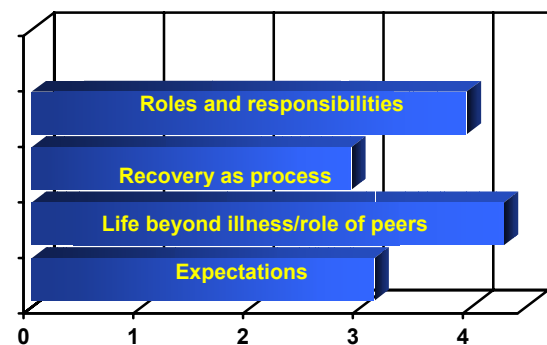 Roles and responsibilities
Recovery as process
Life beyond illness/role of peers
Expectations
0 1 2 3 4